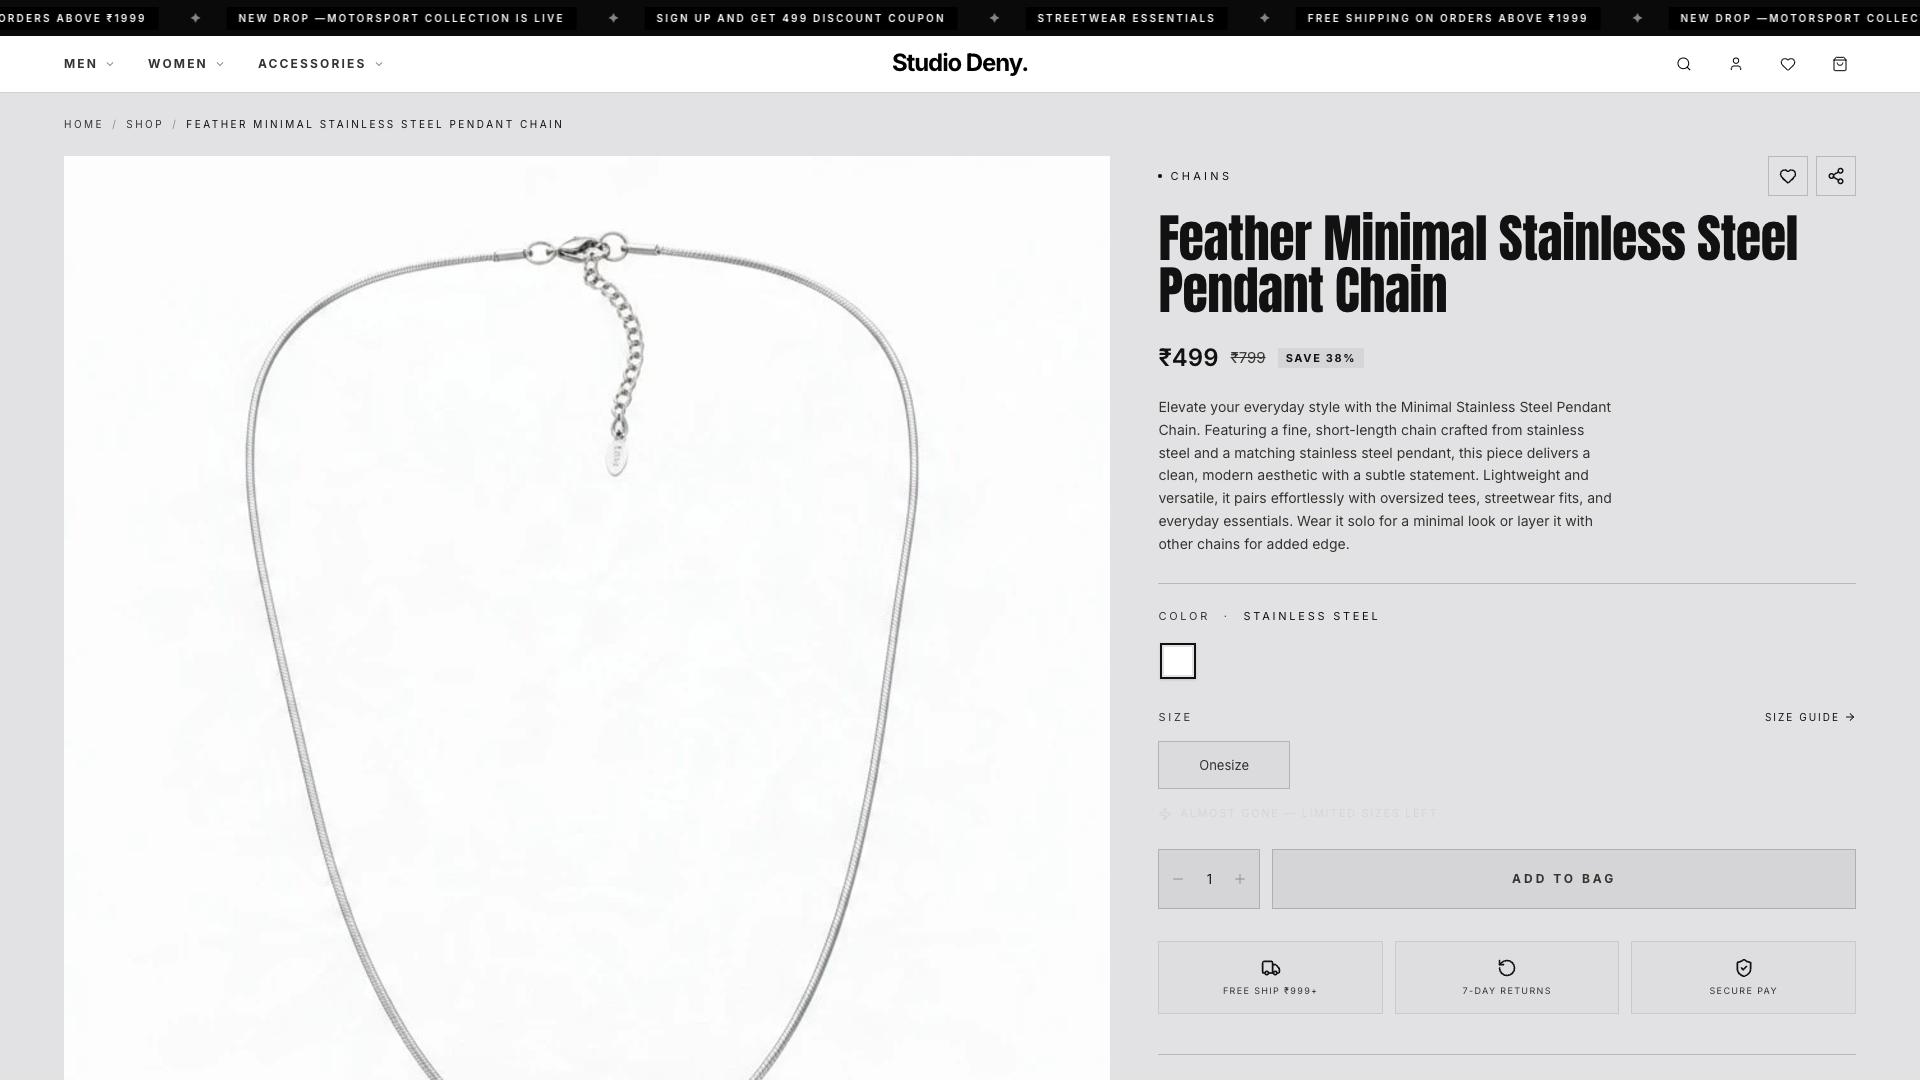 ORDERS ABOVE ₹1999 ✦ NEW DROP —MOTORSPORT COLLECTION IS LIVE ✦ SIGN UP AND GET 499 DISCOUNT COUPON ✦ STREETWEAR ESSENTIALS ✦ FREE SHIPPING ON ORDERS ABOVE ₹1999 ✦ NEW DROP —MOTORSPORT COLLEC
MEN WOMEN ACCESSORIES
Studio Deny.
HOME / SHOP / FEATHER MINIMAL STAINLESS STEEL PENDANT CHAIN
• CHAINS
Feather Minimal Stainless Steel
Pendant Chain
₹499 ₹799 SAVE 38%
Elevate your everyday style with the Minimal Stainless Steel Pendant
Chain. Featuring a fine, short-length chain crafted from stainless
steel and a matching stainless steel pendant, this piece delivers a
clean, modern aesthetic with a subtle statement. Lightweight and
versatile, it pairs effortlessly with oversized tees, streetwear fits, and
everyday essentials. Wear it solo for a minimal look or layer it with
other chains for added edge.
COLOR · STAINLESS STEEL
SIZE
SIZE GUIDE →
Onesize
ALMOST GONE — LIMITED SIZES LEFT
− 1 +
ADD TO BAG
FREE SHIP ₹999+
7-DAY RETURNS
SECURE PAY